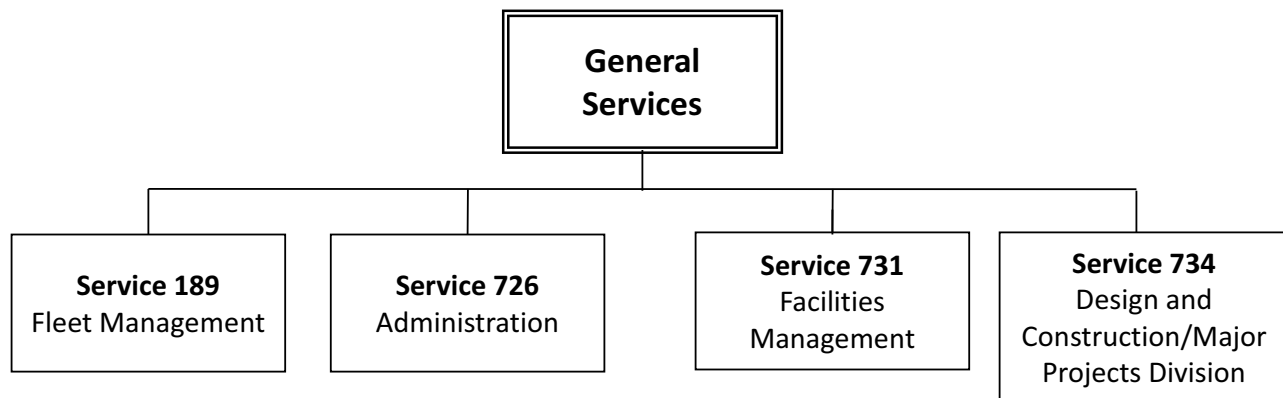 General
Services
Service 189
Fleet Management
Service 726
Administration
Service 731
Facilities
Management
Service 734
Design and
Construction/Major
Projects Division